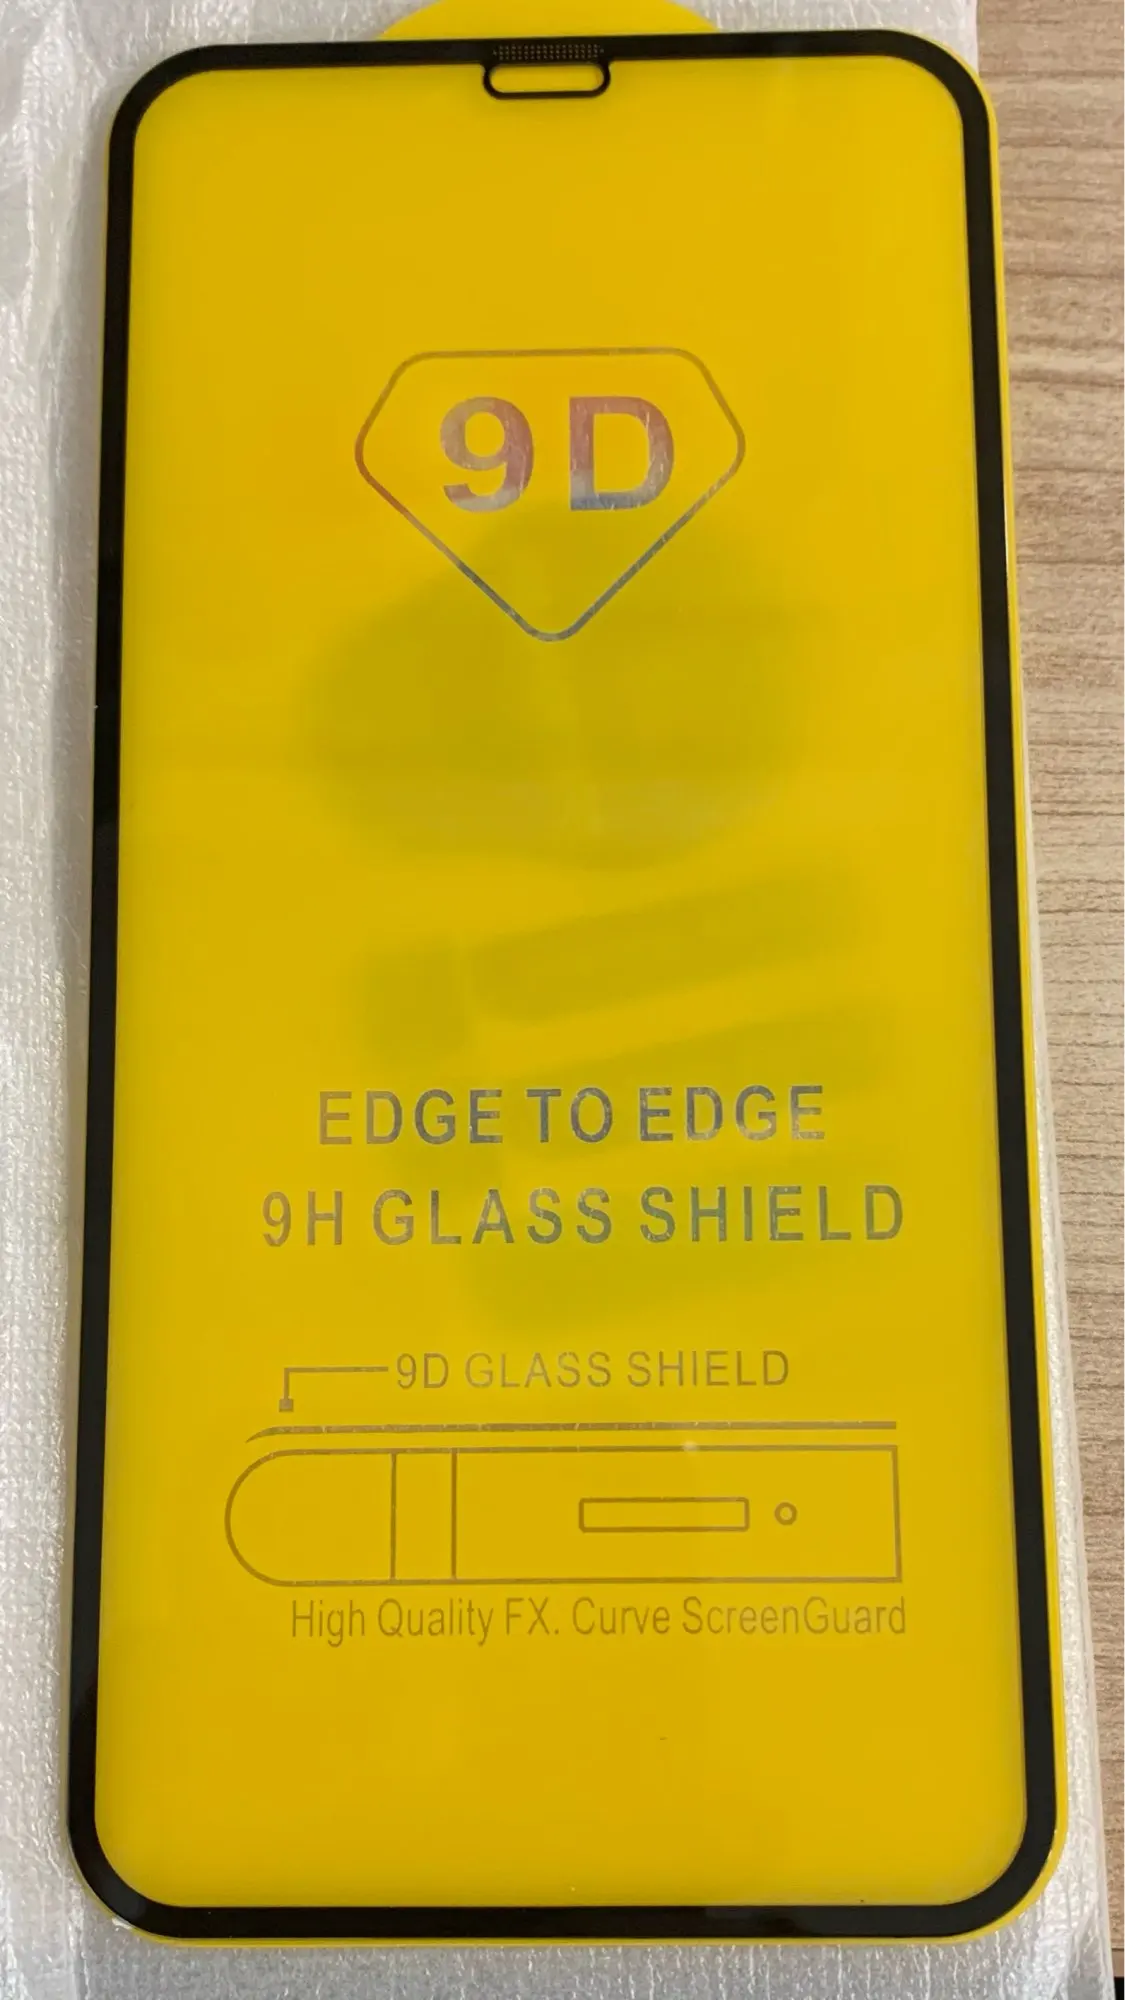 9D
EDGE TO EDGE
9H GLASS SHIELD
9D GLASS SHIELD
High Quality FX. Curve ScreenGuard